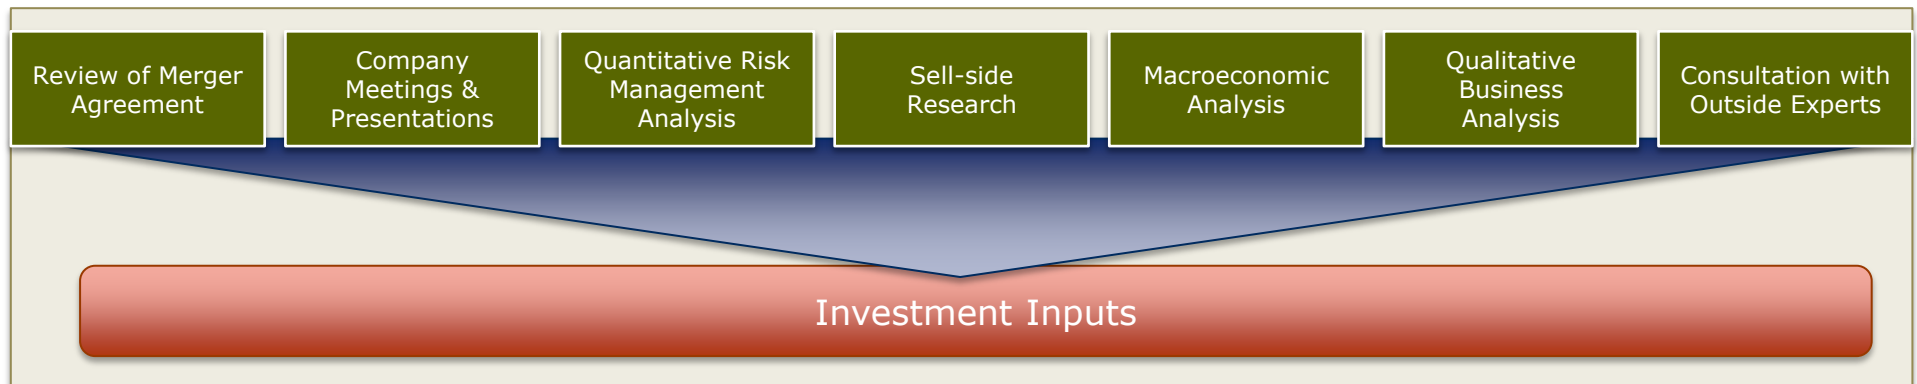 Review of Merger
Agreement
Company
Meetings &
Presentations
Quantitative Risk
Management
Analysis
Sell-side
Research
Macroeconomic
Analysis
Qualitative
Business
Analysis
Consultation with
Outside Experts
Investment Inputs